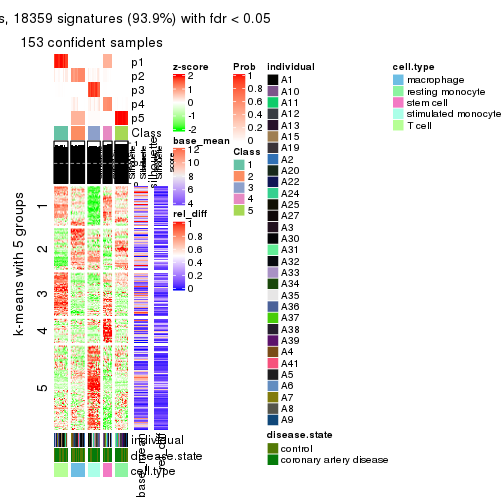 s, 18359 signatures (93.9%) with fdr < 0.05
153 confident samples
p1
p2
p3
p4
p5
Class
1
2
3
4
5
k-means with 5 groups
Silhouette
score
silhouette
individual
disease.state
cell.type
base_mean
rel_diff
z-score
2
1
0
-1
-2
base_mean
12
10
8
6
4
rel_diff
1
0.8
0.6
0.4
0.2
0
Prob
1
0.8
0.6
0.4
0.2
0
Class
1
2
3
4
5
individual
A1
A10
A11
A12
A13
A15
A19
A2
A20
A22
A24
A25
A27
A3
A30
A31
A32
A33
A34
A35
A36
A37
A38
A39
A4
A41
A5
A6
A7
A8
A9
disease.state
control
coronary artery disease
cell.type
macrophage
resting monocyte
stem cell
stimulated monocyte
T cell